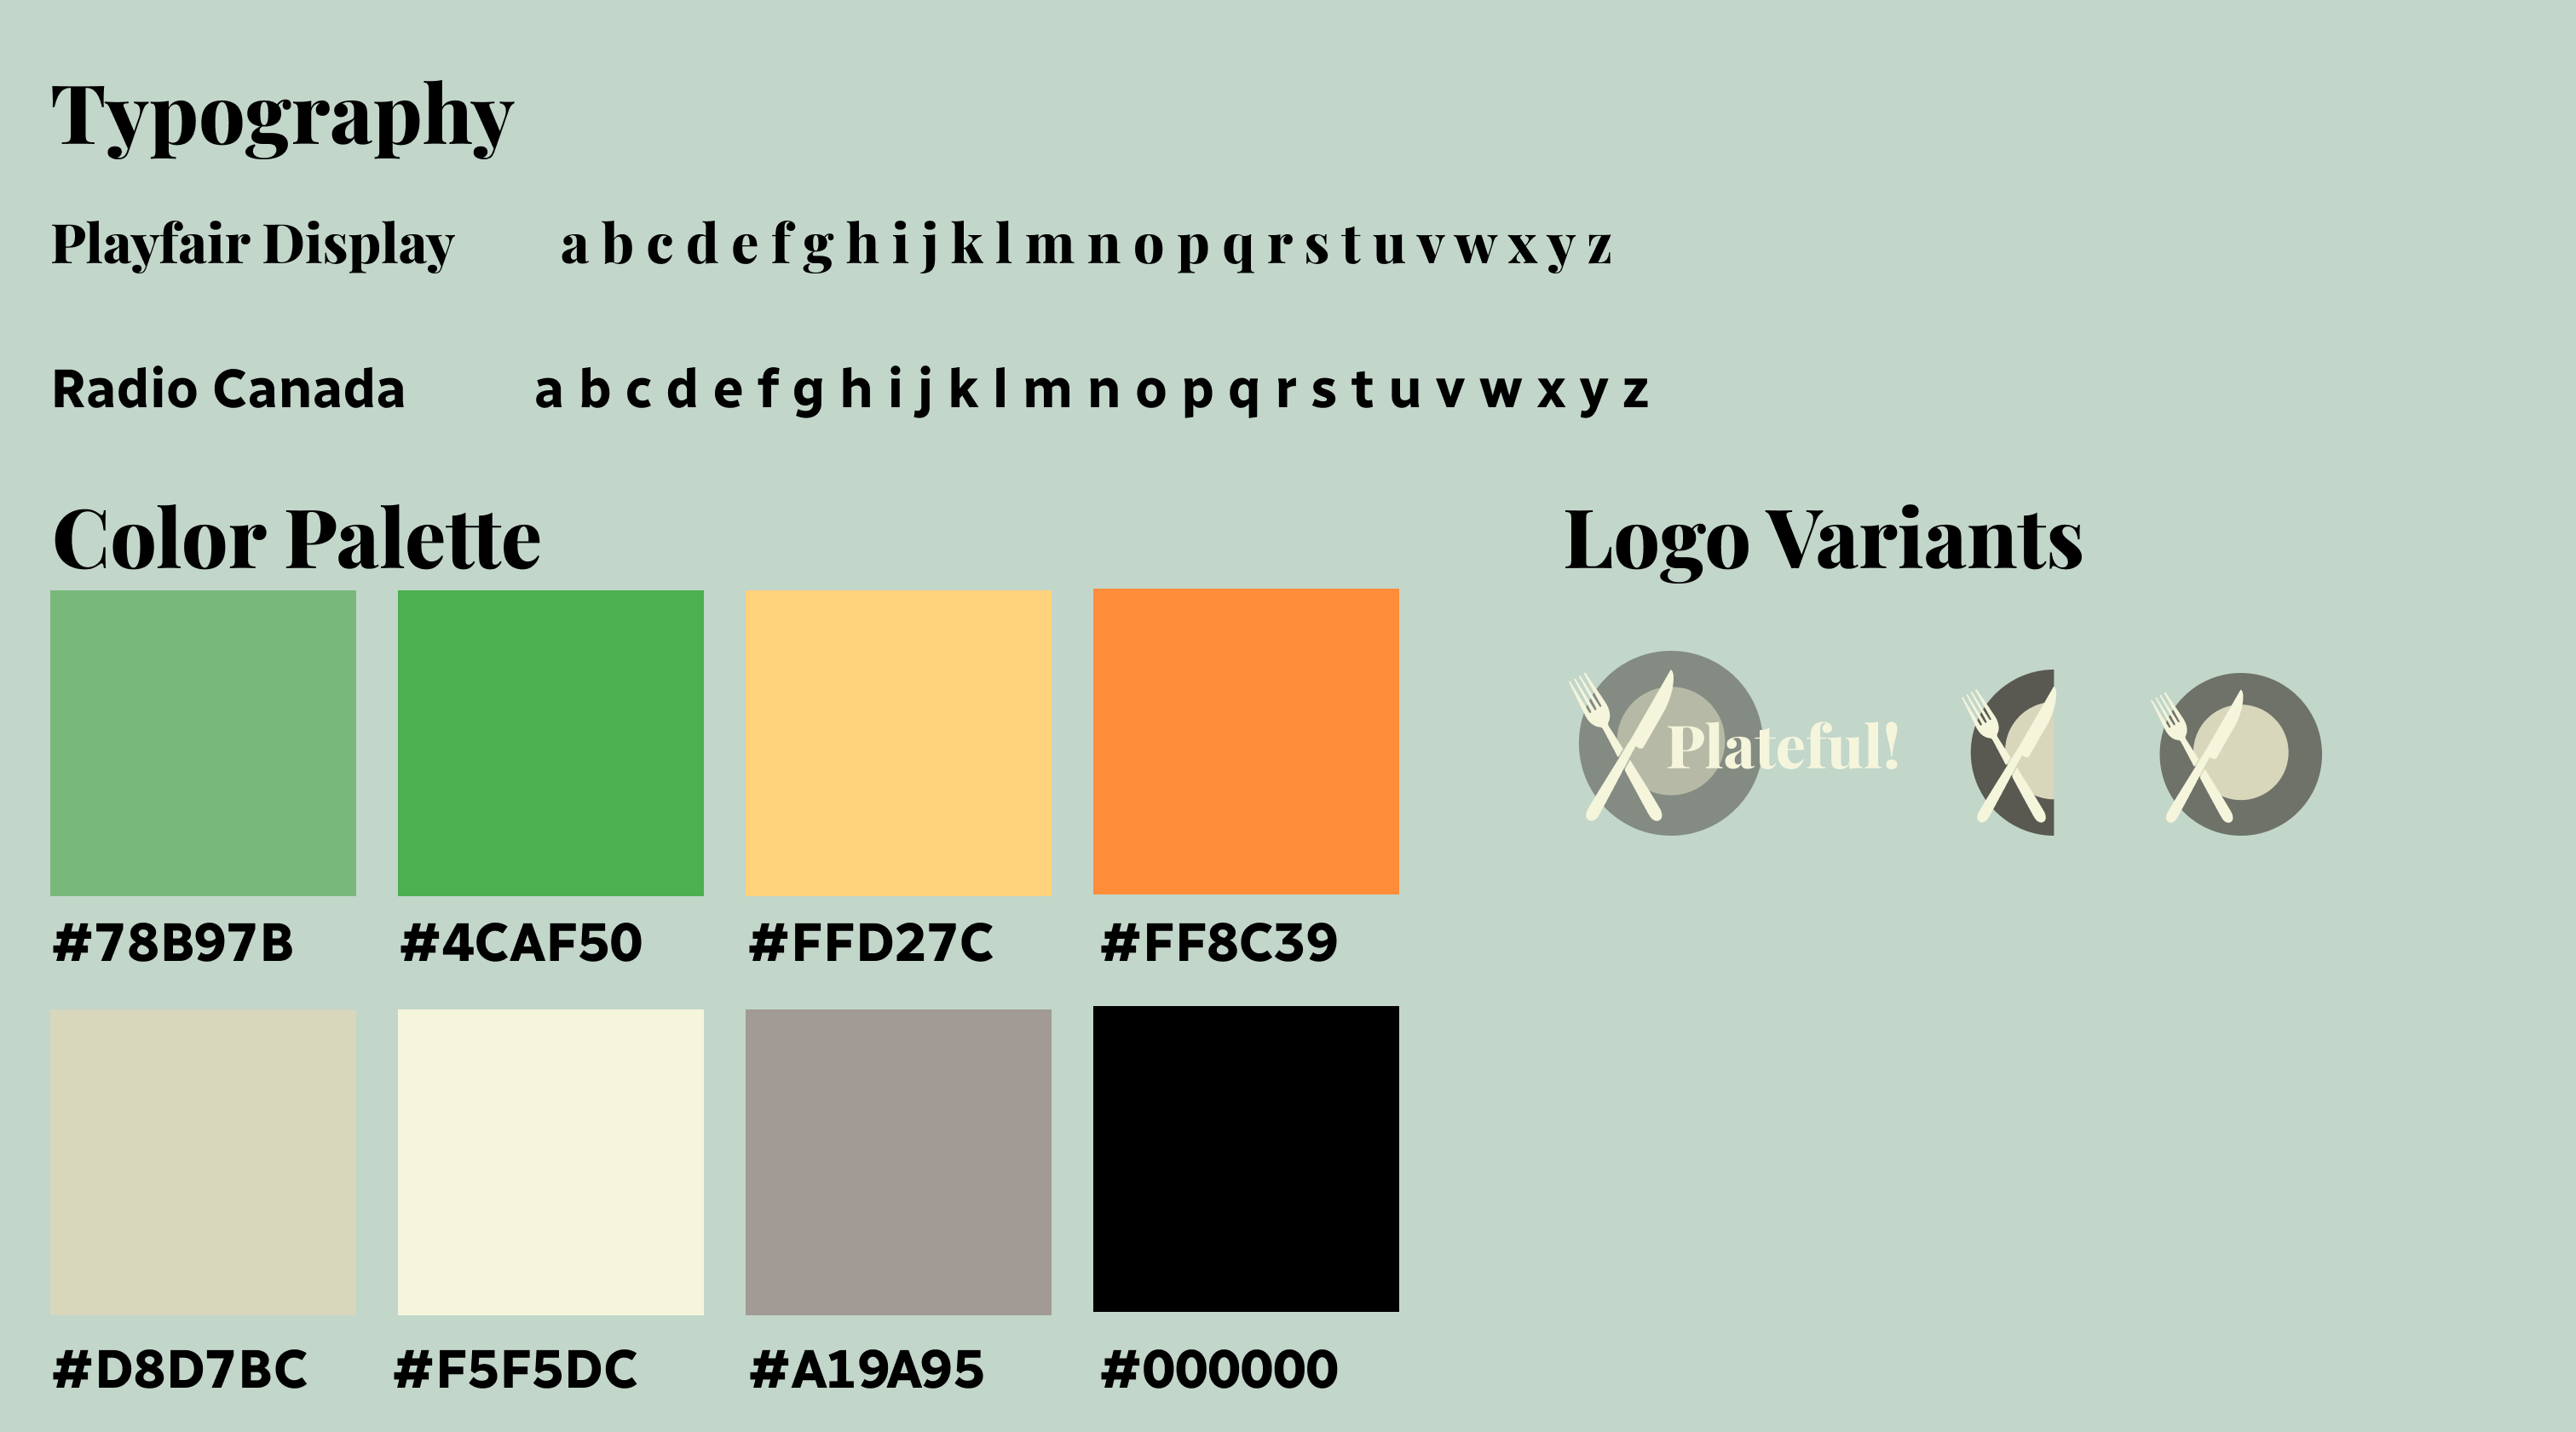 Typography
Playfair Display a b c d e f g h i j k l m n o p q r s t u v w x y z
Radio Canada a b c d e f g h i j k l m n o p q r s t u v w x y z
Color Palette
Logo Variants
Plateful!
#78B97B #4CAF50 #FFD27C #FF8C39
#D8D7BC #F5F5DC #A19A95 #000000